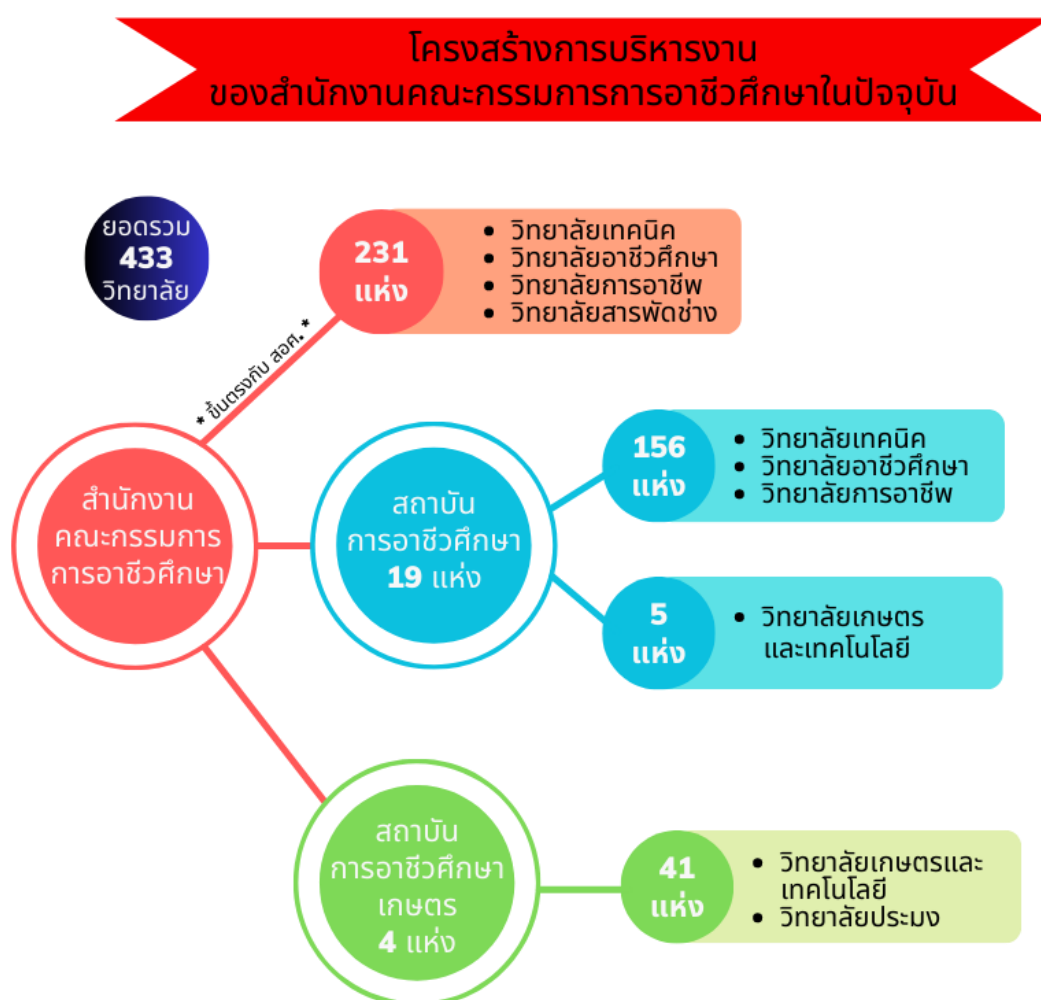 โครงสร้างการบริหารงาน
ของสำนักงานคณะกรรมการการอาชีวศึกษาในปัจจุบัน
ยอดรวม
433
วิทยาลัย
231
แห่ง
• วิทยาลัยเทคนิค
• วิทยาลัยอาชีวศึกษา
• วิทยาลัยการอาชีพ
• วิทยาลัยสารพัดช่าง
* ขึ้นตรงกับ สอศ. *
สำนักงาน
คณะกรรมการ
การอาชีวศึกษา
สถาบัน
การอาชีวศึกษา
19 แห่ง
156
แห่ง
• วิทยาลัยเทคนิค
• วิทยาลัยอาชีวศึกษา
• วิทยาลัยการอาชีพ
5
แห่ง
• วิทยาลัยเกษตร
และเทคโนโลยี
สถาบัน
การอาชีวศึกษา
เกษตร
4 แห่ง
41
แห่ง
• วิทยาลัยเกษตรและ
เทคโนโลยี
• วิทยาลัยประมง